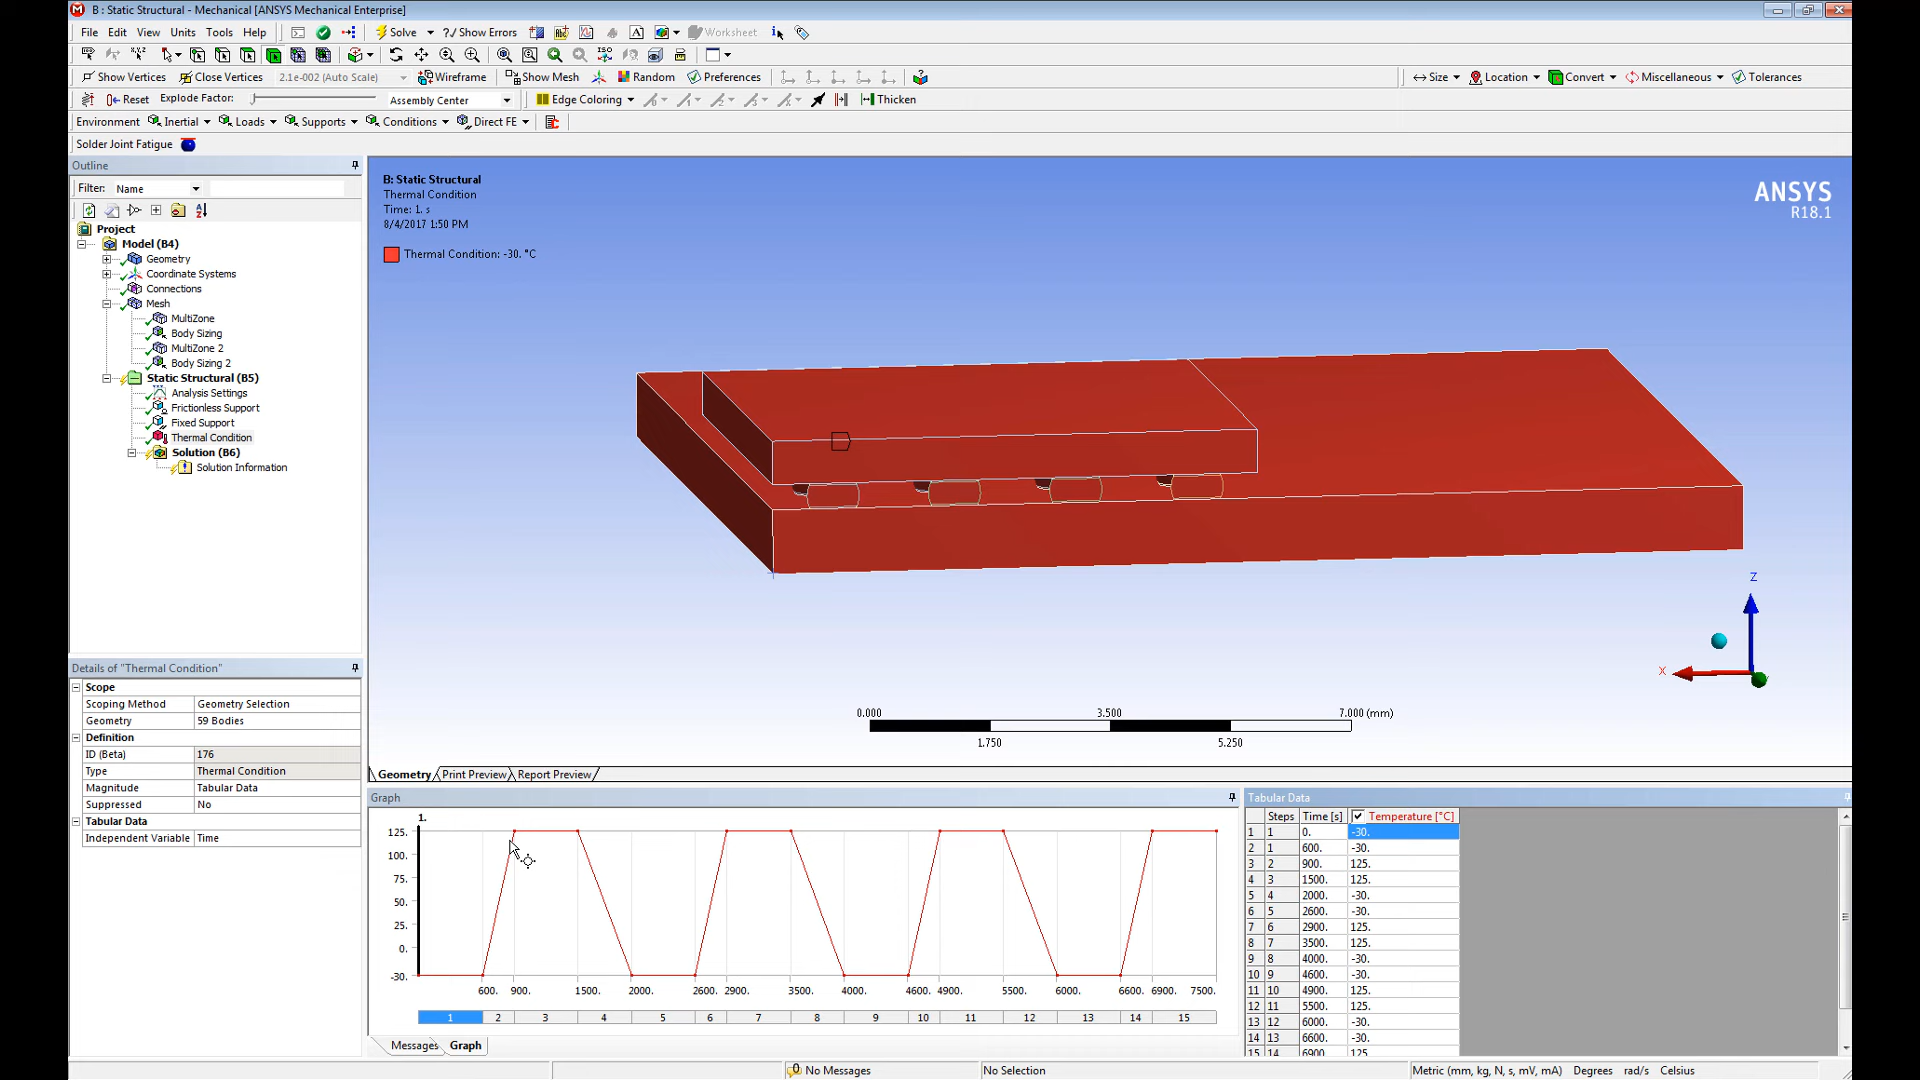 B : Static Structural - Mechanical [ANSYS Mechanical Enterprise]
File Edit View Units Tools Help Solve ?/ Show Errors Worksheet
Show Vertices Close Vertices 2.1e-002 (Auto Scale) Wireframe Show Mesh Random Preferences Size Location Convert Miscellaneous Tolerances
Reset Explode Factor: Assembly Center Edge Coloring Thicken
Environment Inertial Loads Supports Conditions Direct FE
Solder Joint Fatigue
Outline
Filter: Name
Project
Model (B4)
Geometry
Coordinate Systems
Connections
Mesh
MultiZone
Body Sizing
MultiZone 2
Body Sizing 2
Static Structural (B5)
Analysis Settings
Frictionless Support
Fixed Support
Thermal Condition
Solution (B6)
Solution Information
Details of "Thermal Condition"
Scope
Scoping Method Geometry Selection
Geometry 59 Bodies
Definition
ID (Beta) 176
Type Thermal Condition
Magnitude Tabular Data
Suppressed No
Tabular Data
Independent Variable Time
B: Static Structural
Thermal Condition
Time: 1. s
8/4/2017 1:50 PM
Thermal Condition: -30. °C
ANSYS
R18.1
Z
X
0.000 3.500 7.000 (mm)
1.750 5.250
Geometry Print Preview Report Preview
Graph
1.
125.
100.
75.
50.
25.
0.
-30.
600. 900. 1500. 2000. 2600. 2900. 3500. 4000. 4600. 4900. 5500. 6000. 6600. 6900. 7500.
1 2 3 4 5 6 7 8 9 10 11 12 13 14 15
Messages Graph
Tabular Data
Steps Time [s] Temperature [°C]
1 1 0. -30.
2 1 600. -30.
3 2 900. 125.
4 3 1500. 125.
5 4 2000. -30.
6 5 2600. -30.
7 6 2900. 125.
8 7 3500. 125.
9 8 4000. -30.
10 9 4600. -30.
11 10 4900. 125.
12 11 5500. 125.
13 12 6000. -30.
14 13 6600. -30.
15 14 6900. 125.
No Messages No Selection Metric (mm, kg, N, s, mV, mA) Degrees rad/s Celsius